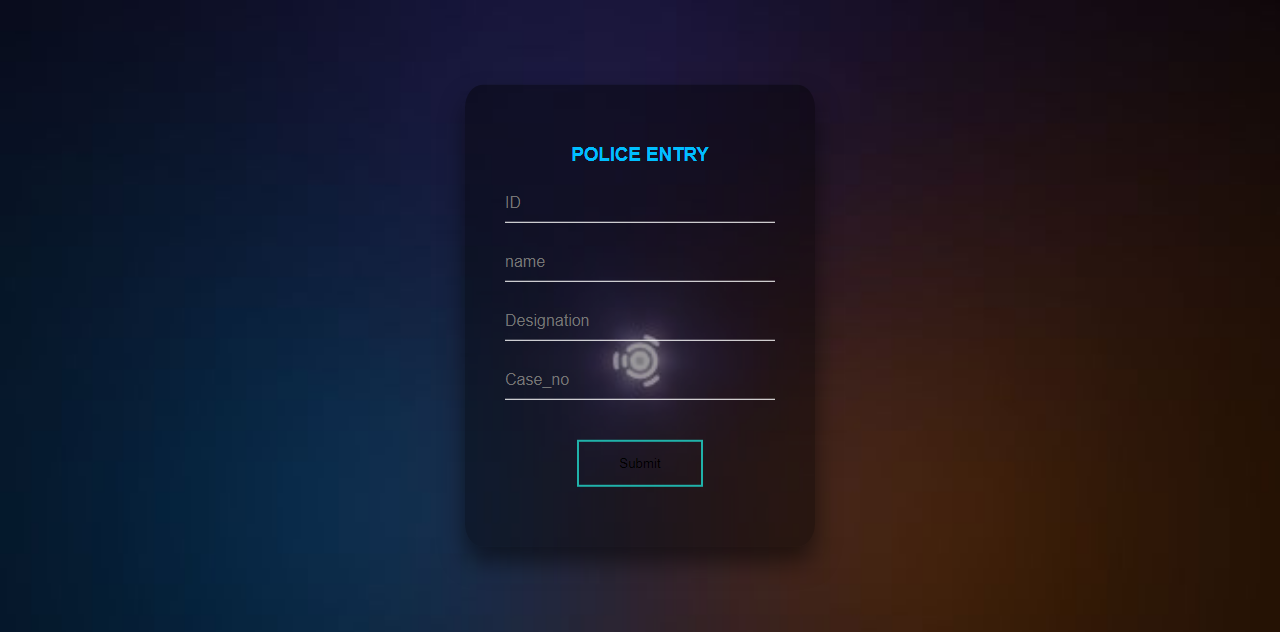 POLICE ENTRY
ID
name
Designation
Case_no
Submit